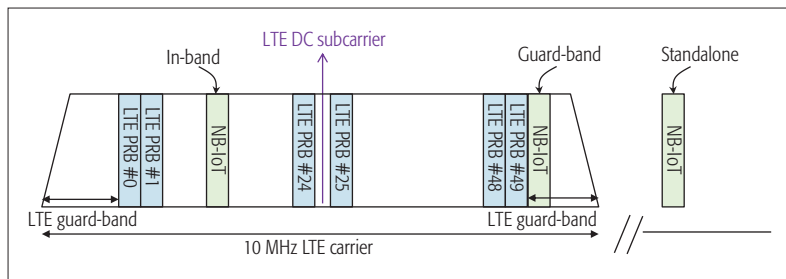 LTE DC subcarrier
In-band
Guard-band
Standalone
LTE PRB #0
LTE PRB #1
NB-IoT
LTE PRB #24
LTE PRB #25
LTE PRB #48
LTE PRB #49
NB-IoT
NB-IoT
LTE guard-band
LTE guard-band
10 MHz LTE carrier